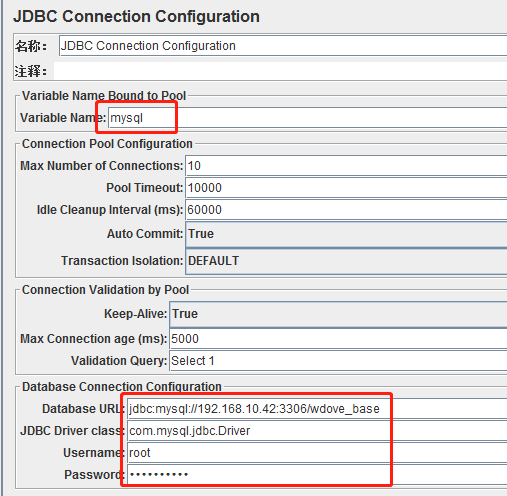 JDBC Connection Configuration
名称： JDBC Connection Configuration
注释：
Variable Name Bound to Pool
Variable Name: mysql
Connection Pool Configuration
Max Number of Connections: 10
Pool Timeout: 10000
Idle Cleanup Interval (ms): 60000
Auto Commit: True
Transaction Isolation: DEFAULT
Connection Validation by Pool
Keep-Alive: True
Max Connection age (ms): 5000
Validation Query: Select 1
Database Connection Configuration
Database URL: jdbc:mysql://192.168.10.42:3306/wdove_base
JDBC Driver class: com.mysql.jdbc.Driver
Username: root
Password: ••••••••••